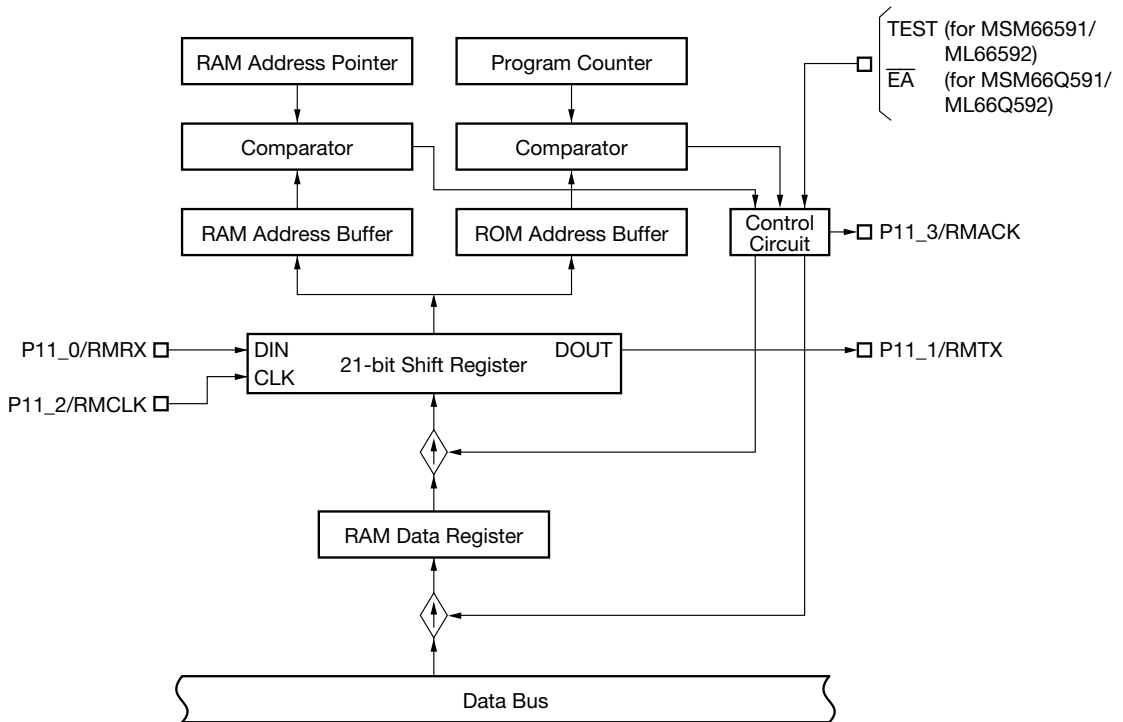 TEST (for MSM66591/
ML66592)
E̅A̅ (for MSM66Q591/
ML66Q592)
RAM Address Pointer
Program Counter
Comparator
Comparator
RAM Address Buffer
ROM Address Buffer
Control
Circuit
P11_3/RMACK
P11_0/RMRX
DIN
DOUT
P11_1/RMTX
21-bit Shift Register
CLK
P11_2/RMCLK
RAM Data Register
Data Bus